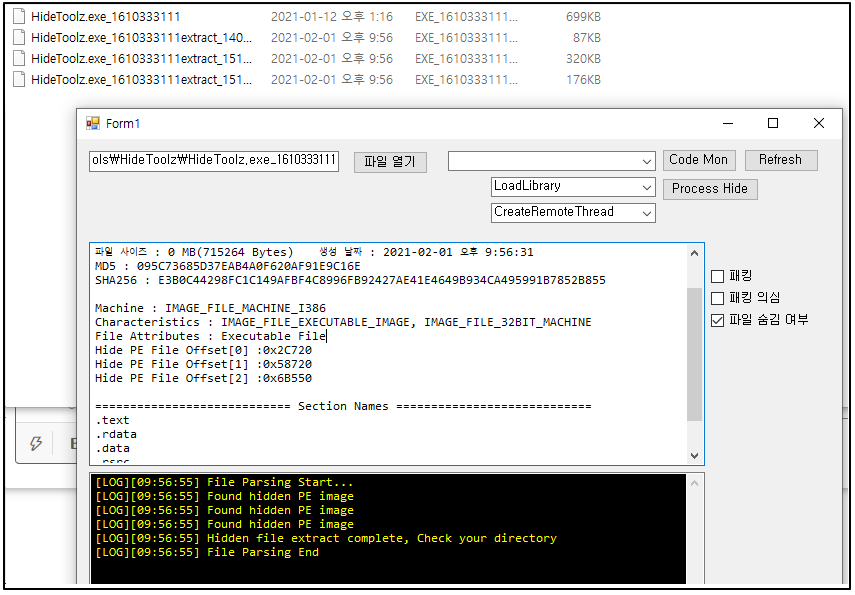 HideToolz.exe_1610333111 2021-01-12 오후 1:16 EXE_1610333111... 699KB
HideToolz.exe_1610333111extract_140... 2021-02-01 오후 9:56 EXE_1610333111... 87KB
HideToolz.exe_1610333111extract_151... 2021-02-01 오후 9:56 EXE_1610333111... 320KB
HideToolz.exe_1610333111extract_151... 2021-02-01 오후 9:56 EXE_1610333111... 176KB
Form1
ols₩HideToolz₩HideToolz,exe_1610333111 파일 열기 Code Mon Refresh
LoadLibrary Process Hide
CreateRemoteThread
파일 사이즈 : 0 MB(715264 Bytes) 생성 날짜 : 2021-02-01 오후 9:56:31
MD5 : 095C73685D37EAB4A0F620AF91E9C16E
SHA256 : E3B0C44298FC1C149AFBF4C8996FB92427AE41E4649B934CA495991B7852B855
Machine : IMAGE_FILE_MACHINE_I386
Characteristics : IMAGE_FILE_EXECUTABLE_IMAGE, IMAGE_FILE_32BIT_MACHINE
File Attributes : Executable File
Hide PE File Offset[0] :0x2C720
Hide PE File Offset[1] :0x58720
Hide PE File Offset[2] :0x6B550
============================ Section Names ============================
.text
.rdata
.data
.rsrc
패킹
패킹 의심
파일 숨김 여부
[LOG][09:56:55] File Parsing Start...
[LOG][09:56:55] Found hidden PE image
[LOG][09:56:55] Found hidden PE image
[LOG][09:56:55] Found hidden PE image
[LOG][09:56:55] Hidden file extract complete, Check your directory
[LOG][09:56:55] File Parsing End